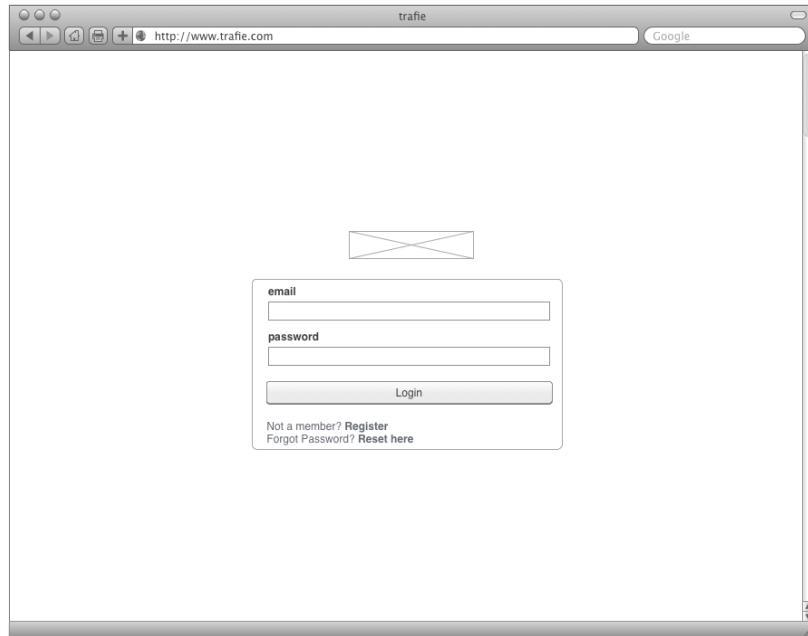 trafie
http://www.trafie.com
Google
email
password
Login
Not a member? Register
Forgot Password? Reset here